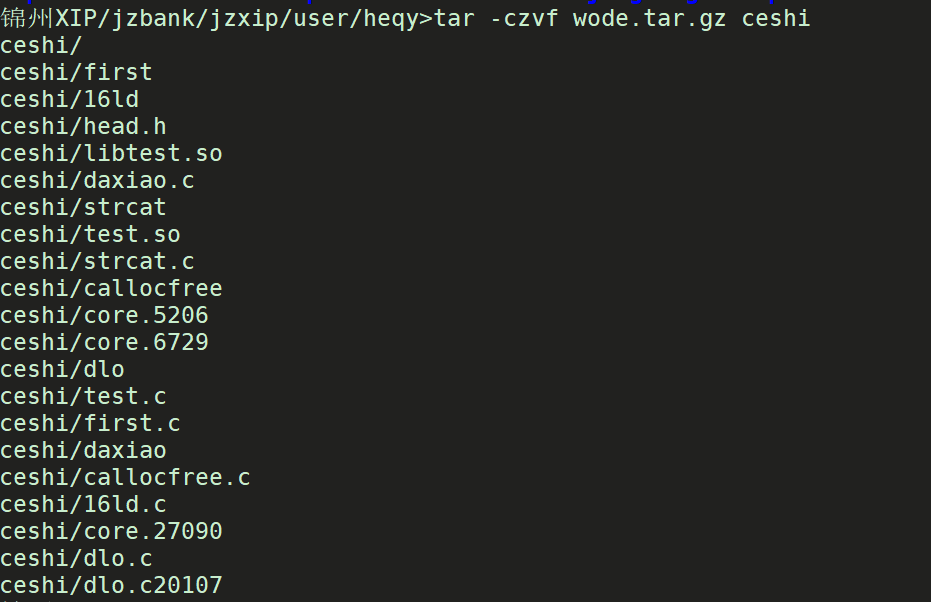 锦州XIP/jzbank/jzxip/user/heqy>tar -czvf wode.tar.gz ceshi
ceshi/
ceshi/first
ceshi/16ld
ceshi/head.h
ceshi/libtest.so
ceshi/daxiao.c
ceshi/strcat
ceshi/test.so
ceshi/strcat.c
ceshi/callocfree
ceshi/core.5206
ceshi/core.6729
ceshi/dlo
ceshi/test.c
ceshi/first.c
ceshi/daxiao
ceshi/callocfree.c
ceshi/16ld.c
ceshi/core.27090
ceshi/dlo.c
ceshi/dlo.c20107